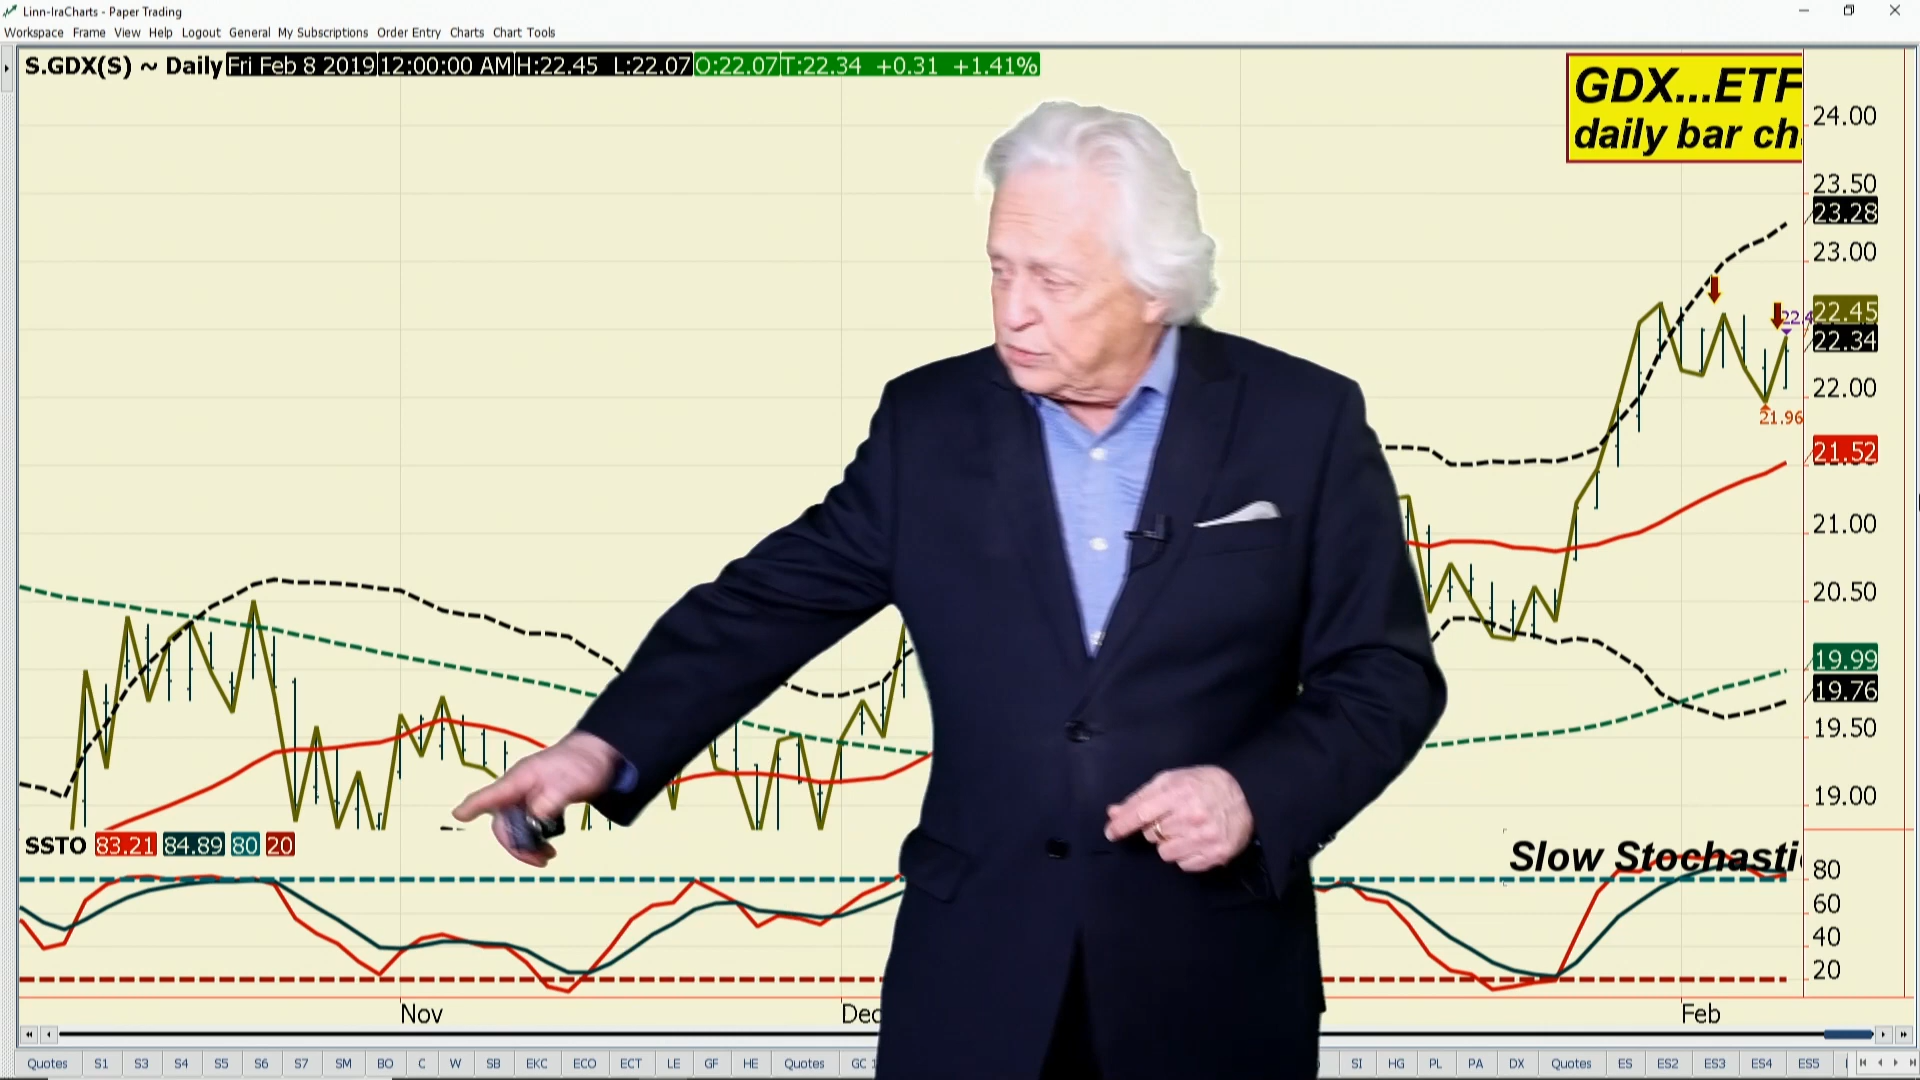 Linn-IraCharts - Paper Trading
Workspace Frame View Help Logout General My Subscriptions Order Entry Charts Chart Tools
S.GDX(S) ~ Daily Fri Feb 8 2019 12:00:00 AM H:22.45 L:22.07 O:22.07 T:22.34 +0.31 +1.41%
GDX...ETF
daily bar ch
24.00
23.50
23.28
23.00
22.4
22.45
22.34
22.00
21.96
21.52
21.00
20.50
19.99
19.76
19.50
19.00
SSTO 83.21 84.89 80 20
Slow Stochasti
80
60
40
20
Nov Dec Feb
Quotes S1 S3 S4 S5 S6 S7 SM BO C W SB EKC ECO ECT LE GF HE Quotes GC SI HG PL PA DX Quotes ES ES2 ES3 ES4 ES5